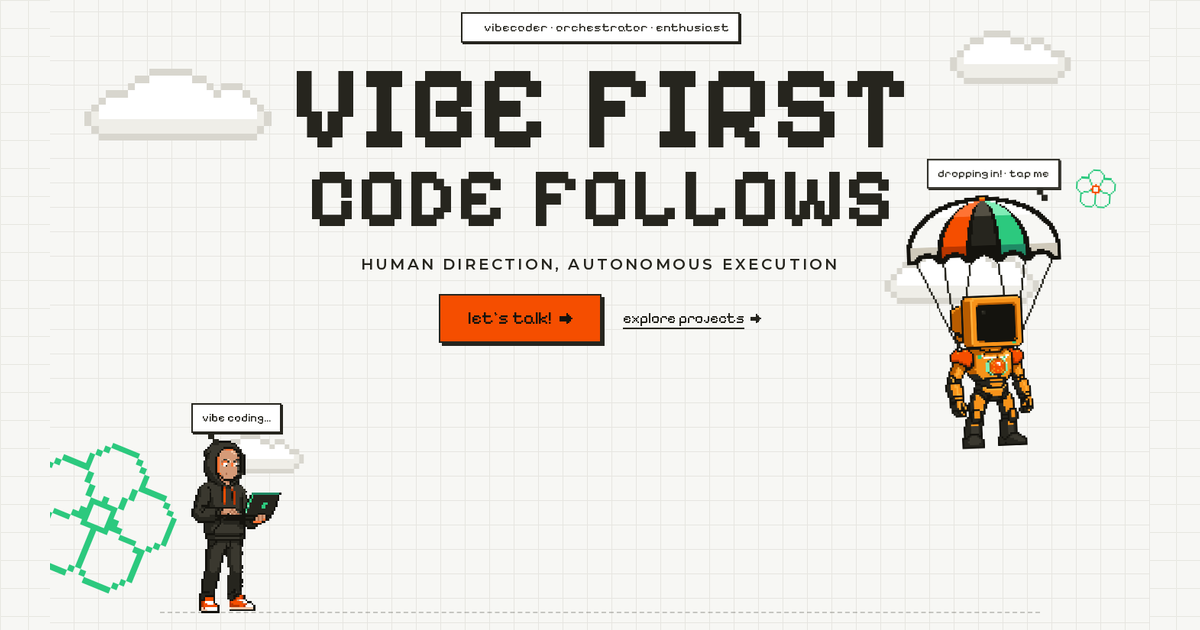 vibecoder · orchestrator · enthusiast
VIBE FIRST
CODE FOLLOWS
dropping in! · tap me
HUMAN DIRECTION, AUTONOMOUS EXECUTION
let's talk! →
explore projects →
vibe coding...